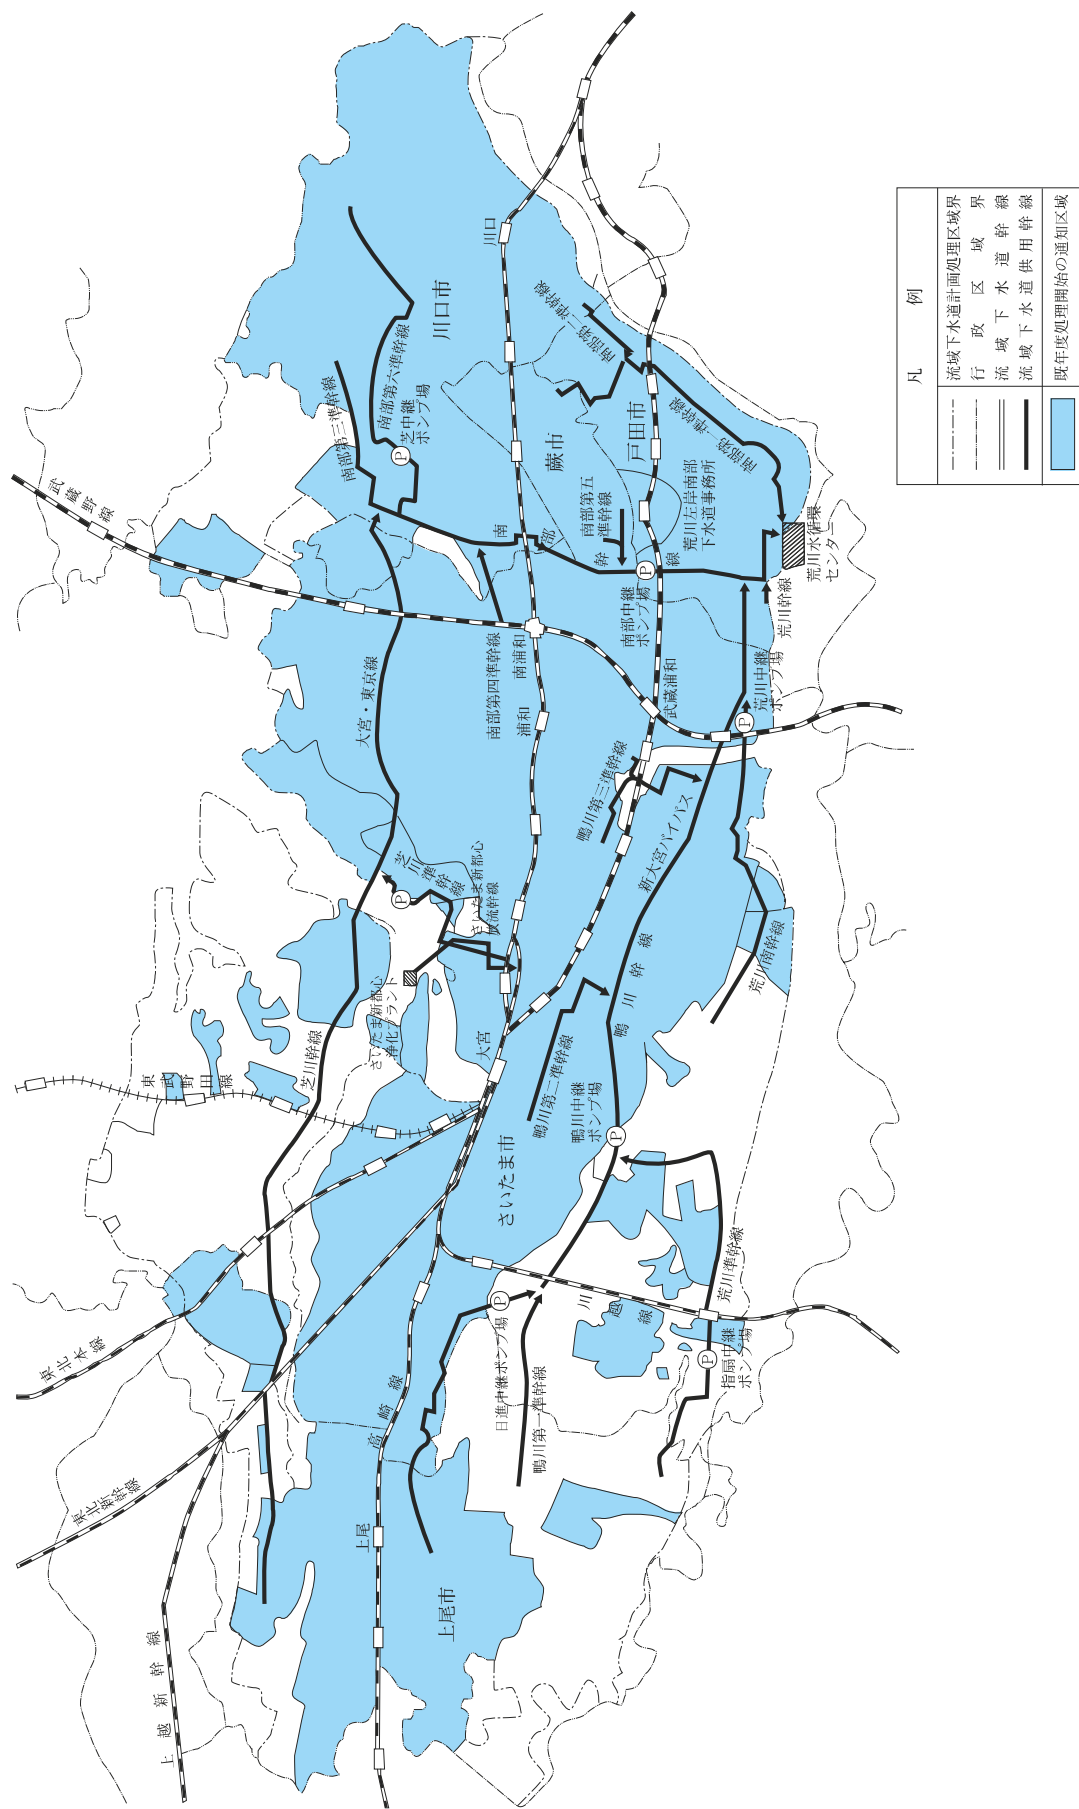 凡例
流域下水道計画処理区域界
行政区域界
流域下水道幹線
流域下水道供用幹線
既年度処理開始の通知区域
川口市
川口
南部第六準幹線
南部第三準幹線
芝中継
ポンプ場
P
武蔵野線
蕨市
戸田市
南部第二準幹線
南部第一準幹線
南部第五
準幹線
荒川左岸南部
下水道事務所
南部幹線
荒川水循環
センター
荒川幹線
南部中継
ポンプ場
P
荒川中継
ポンプ場
P
大宮・東京線
南部第四準幹線
南浦和
浦和
武蔵浦和
鴨川第三準幹線
新大宮バイパス
芝川準幹線
P
さいたま新都心
放流幹線
さいたま新都心
浄化プラント
鴨川幹線
荒川南幹線
芝川幹線
東武野田線
大宮
鴨川第二準幹線
鴨川中継
ポンプ場
P
さいたま市
荒川準幹線
川越線
P
日進中継ポンプ場
鴨川第一準幹線
指扇中継
ポンプ場
P
東北本線
高崎線
東北新幹線
上尾
上尾市
上越新幹線